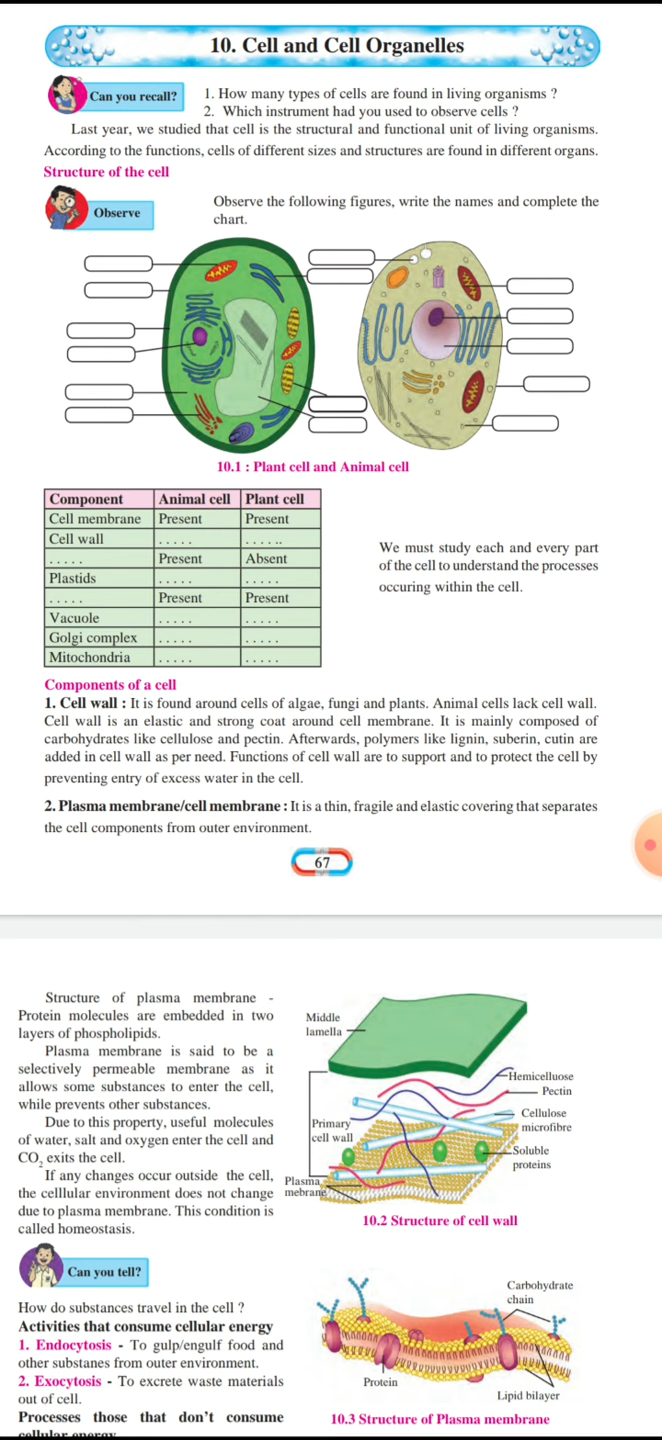 10. Cell and Cell Organelles
Can you recall?
1. How many types of cells are found in living organisms ?
2. Which instrument had you used to observe cells ?
Last year, we studied that cell is the structural and functional unit of living organisms.
According to the functions, cells of different sizes and structures are found in different organs.
Structure of the cell
Observe
Observe the following figures, write the names and complete the
chart.
10.1 : Plant cell and Animal cell
Component Animal cell Plant cell
Cell membrane Present Present
Cell wall . . . . . . . . . ..
. . . . . Present Absent
Plastids . . . . . . . . . .
. . . . . Present Present
Vacuole . . . . . . . . . .
Golgi complex . . . . . . . . . .
Mitochondria . . . . . . . . . .
We must study each and every part
of the cell to understand the processes
occuring within the cell.
Components of a cell
1. Cell wall : It is found around cells of algae, fungi and plants. Animal cells lack cell wall.
Cell wall is an elastic and strong coat around cell membrane. It is mainly composed of
carbohydrates like cellulose and pectin. Afterwards, polymers like lignin, suberin, cutin are
added in cell wall as per need. Functions of cell wall are to support and to protect the cell by
preventing entry of excess water in the cell.
2. Plasma membrane/cell membrane : It is a thin, fragile and elastic covering that separates
the cell components from outer environment.
67
Structure of plasma membrane -
Protein molecules are embedded in two
layers of phospholipids.
Plasma membrane is said to be a
selectively permeable membrane as it
allows some substances to enter the cell,
while prevents other substances.
Due to this property, useful molecules
of water, salt and oxygen enter the cell and
CO₂ exits the cell.
If any changes occur outside the cell,
the celllular environment does not change
due to plasma membrane. This condition is
called homeostasis.
Middle
lamella
Hemicelluose
Pectin
Cellulose
microfibre
Primary
cell wall
Soluble
proteins
Plasma
mebrane
10.2 Structure of cell wall
Can you tell?
How do substances travel in the cell ?
Activities that consume cellular energy
1. Endocytosis - To gulp/engulf food and
other substanes from outer environment.
2. Exocytosis - To excrete waste materials
out of cell.
Processes those that don't consume
cellular energy
Carbohydrate
chain
Protein
Lipid bilayer
10.3 Structure of Plasma membrane